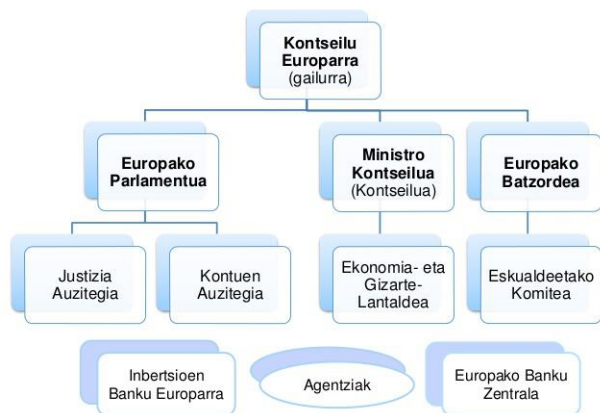 Kontseilu
Europarra
(gailurra)
Europako
Parlamentua
Ministro
Kontseilua
(Kontseilua)
Europako
Batzordea
Justizia
Auzitegia
Kontuen
Auzitegia
Ekonomia- eta
Gizarte-
Lantaldea
Eskualdeetako
Komitea
Inbertsioen
Banku Europarra
Agentziak
Europako Banku
Zentrala